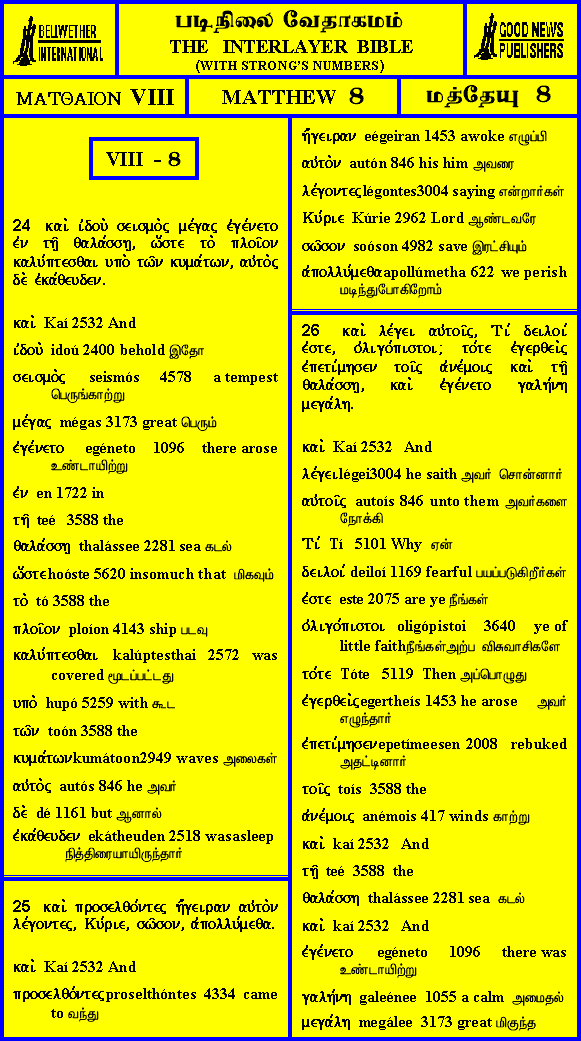 BELLWETHER
INTERNATIONAL
படிநிலை வேதாகமம்
THE INTERLAYER BIBLE
(WITH STRONG'S NUMBERS)
GOOD NEWS
PUBLISHERS
ΜΑΤΘΑΙΟΝ VIII
MATTHEW 8
மத்தேயு 8
VIII - 8
24 καὶ ἰδοὺ σεισμὸς μέγας ἐγένετο
ἐν τῇ θαλάσσῃ, ὥστε τὸ πλοῖον
καλύπτεσθαι υπὸ τῶν κυμάτων, αὐτὸς
δὲ ἐκάθευδεν.
καὶ Kaí 2532 And
ἰδοὺ idoú 2400 behold இதோ
σεισμὸς seismós 4578 a tempest
பெருங்காற்று
μέγας mégas 3173 great பெரும்
ἐγένετο egéneto 1096 there arose
உண்டாயிற்று
ἐν en 1722 in
τῇ teé 3588 the
θαλάσσῃ thalássee 2281 sea கடல்
ὥστε hoóste 5620 insomuch that மிகவும்
τὸ tó 3588 the
πλοῖον ploíon 4143 ship படவு
καλύπτεσθαι kalúptesthai 2572 was
covered மூடப்பட்டது
υπὸ hupó 5259 with கூட
τῶν toón 3588 the
κυμάτων kumátoon2949 waves அலைகள்
αὐτὸς autós 846 he அவர்
δὲ dé 1161 but ஆனால்
ἐκάθευδεν ekátheuden 2518 wasasleep
நித்திரையாயிருந்தார்
25 καὶ προσελθόντες ἤγειραν αὐτὸν
λέγοντες, Κύριε, σῶσον, ἀπολλύμεθα.
καὶ Kaí 2532 And
προσελθόντες proselthóntes 4334 came
to வந்து
ἤγειραν eégeiran 1453 awoke எழுப்பி
αὐτὸν autón 846 his him அவரை
λέγοντες légontes3004 saying என்றார்கள்
Κύριε Kúrie 2962 Lord ஆண்டவரே
σῶσον soóson 4982 save இரட்சியும்
ἀπολλύμεθα apollúmetha 622 we perish
மடிந்துபோகிறோம்
26 καὶ λέγει αὐτοῖς, Τί δειλοί
ἐστε, ὀλιγόπιστοι; τότε ἐγερθεὶς
ἐπετίμησεν τοῖς ἀνέμοις καὶ τῇ
θαλάσσῃ, καὶ ἐγένετο γαλήνη
μεγάλη.
καὶ Kaí 2532 And
λέγει légei3004 he saith அவர் சொன்னார்
αὐτοῖς autoís 846 unto them அவர்களை
நோக்கி
Τί Tí 5101 Why ஏன்
δειλοί deiloí 1169 fearful பயப்படுகிறீர்கள்
ἐστε este 2075 are ye நீங்கள்
ὀλιγόπιστοι oligópistoi 3640 ye of
little faith நீங்கள்அற்ப விசுவாசிகளே
τότε Tóte 5119 Then அப்பொழுது
ἐγερθεὶς egertheís 1453 he arose அவர்
எழுந்தார்
ἐπετίμησεν epetímeesen 2008 rebuked
அதட்டினார்
τοῖς toís 3588 the
ἀνέμοις anémois 417 winds காற்று
καὶ kaí 2532 And
τῇ teé 3588 the
θαλάσσῃ thalássee 2281 sea கடல்
καὶ kaí 2532 And
ἐγένετο egéneto 1096 there was
உண்டாயிற்று
γαλήνη galeénee 1055 a calm அமைதல்
μεγάλη megálee 3173 great மிகுந்த